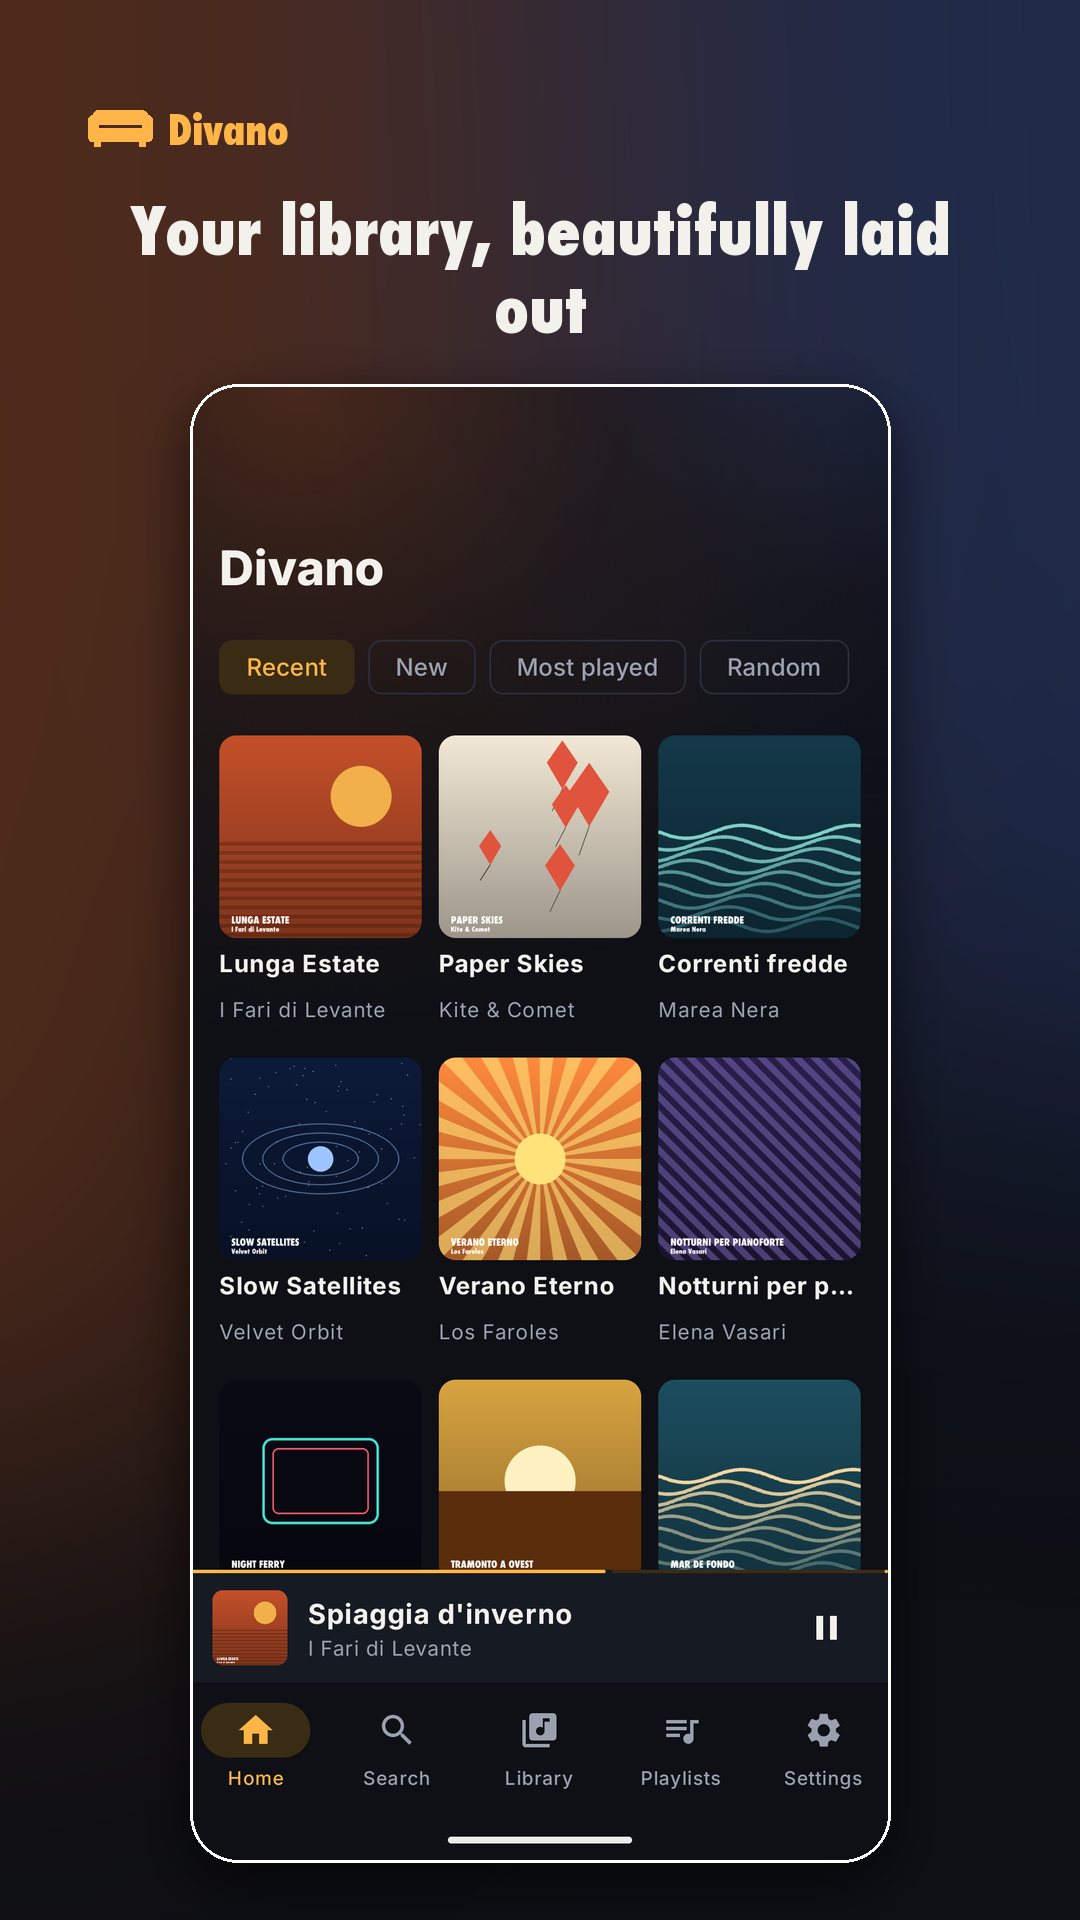 Divano
Your library, beautifully laid
out
Divano
Recent New Most played Random
LUNGA ESTATE
I Fari di Levante
PAPER SKIES
Kite & Comet
CORRENTI FREDDE
Marea Nera
Lunga Estate Paper Skies Correnti fredde
I Fari di Levante Kite & Comet Marea Nera
SLOW SATELLITES
Velvet Orbit
VERANO ETERNO
Los Faroles
NOTTURNI PER PIANOFORTE
Elena Vasari
Slow Satellites Verano Eterno Notturni per p...
Velvet Orbit Los Faroles Elena Vasari
NIGHT FERRY TRAMONTO A OVEST MAR DE FONDO
LUNGA ESTATE
Spiaggia d'inverno
I Fari di Levante
Home Search Library Playlists Settings